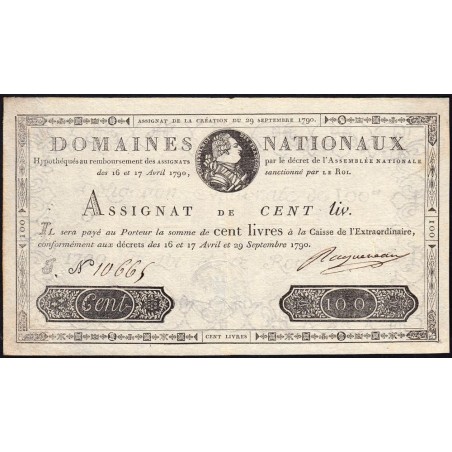 ASSIGNAT DE LA CRÉATION DU 29 SEPTEMBRE 1790.
DOMAINES NATIONAUX
Hypothéqués au remboursement des ASSIGNATS par le décret de l'ASSEMBLÉE NATIONALE
des 16 et 17 Avril 1790, sanctionné par LE ROI.
ASSIGNAT DE CENT liv.
IL sera payé au Porteur la somme de cent livres à la Caisse de l'Extraordinaire,
conformément aux décrets des 16 et 17 Avril et 29 Septembre 1790.
N° 10665
Cent 100
100 100
CENT LIVRES